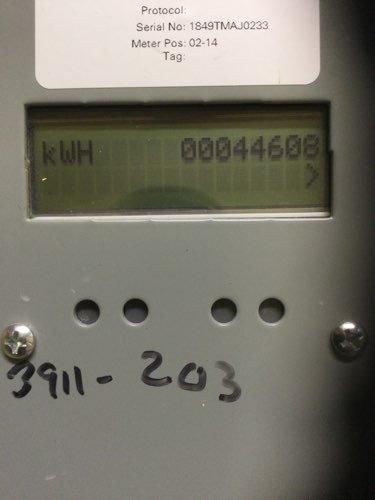 Protocol:
Serial No: 1849TMAJ0233
Meter Pos: 02-14
Tag:
kWH 00044608
>
3911-203